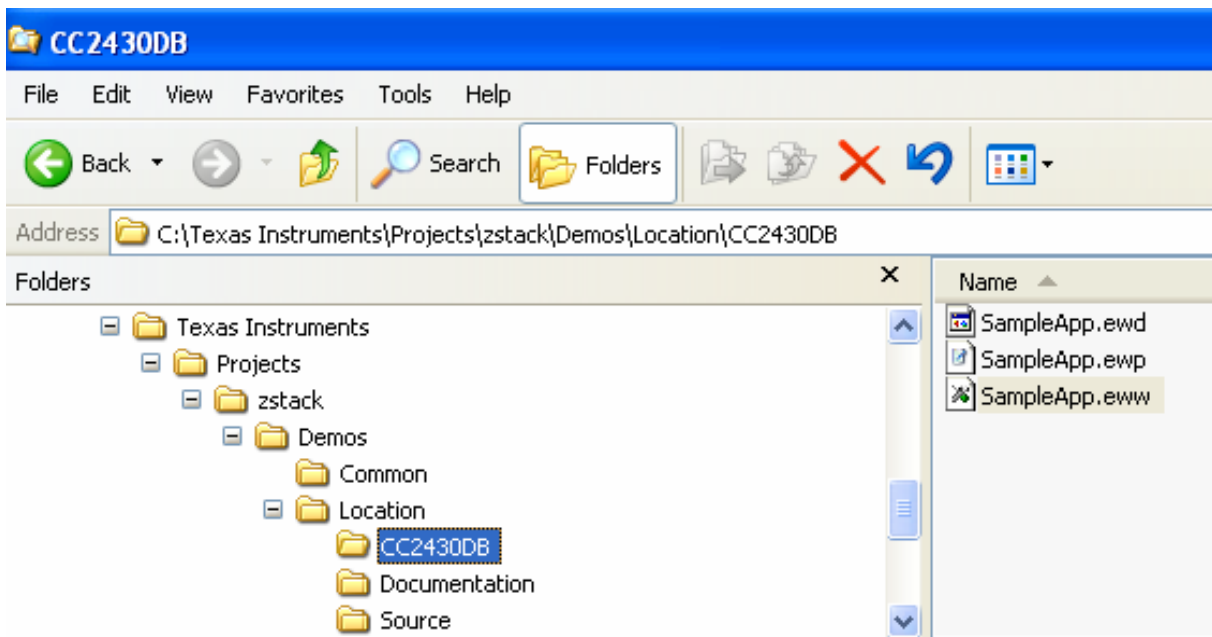 CC2430DB
File Edit View Favorites Tools Help
Back Search Folders
Address C:\Texas Instruments\Projects\zstack\Demos\Location\CC2430DB
Folders
Texas Instruments
Projects
zstack
Demos
Common
Location
CC2430DB
Documentation
Source
Name
SampleApp.ewd
SampleApp.ewp
SampleApp.eww